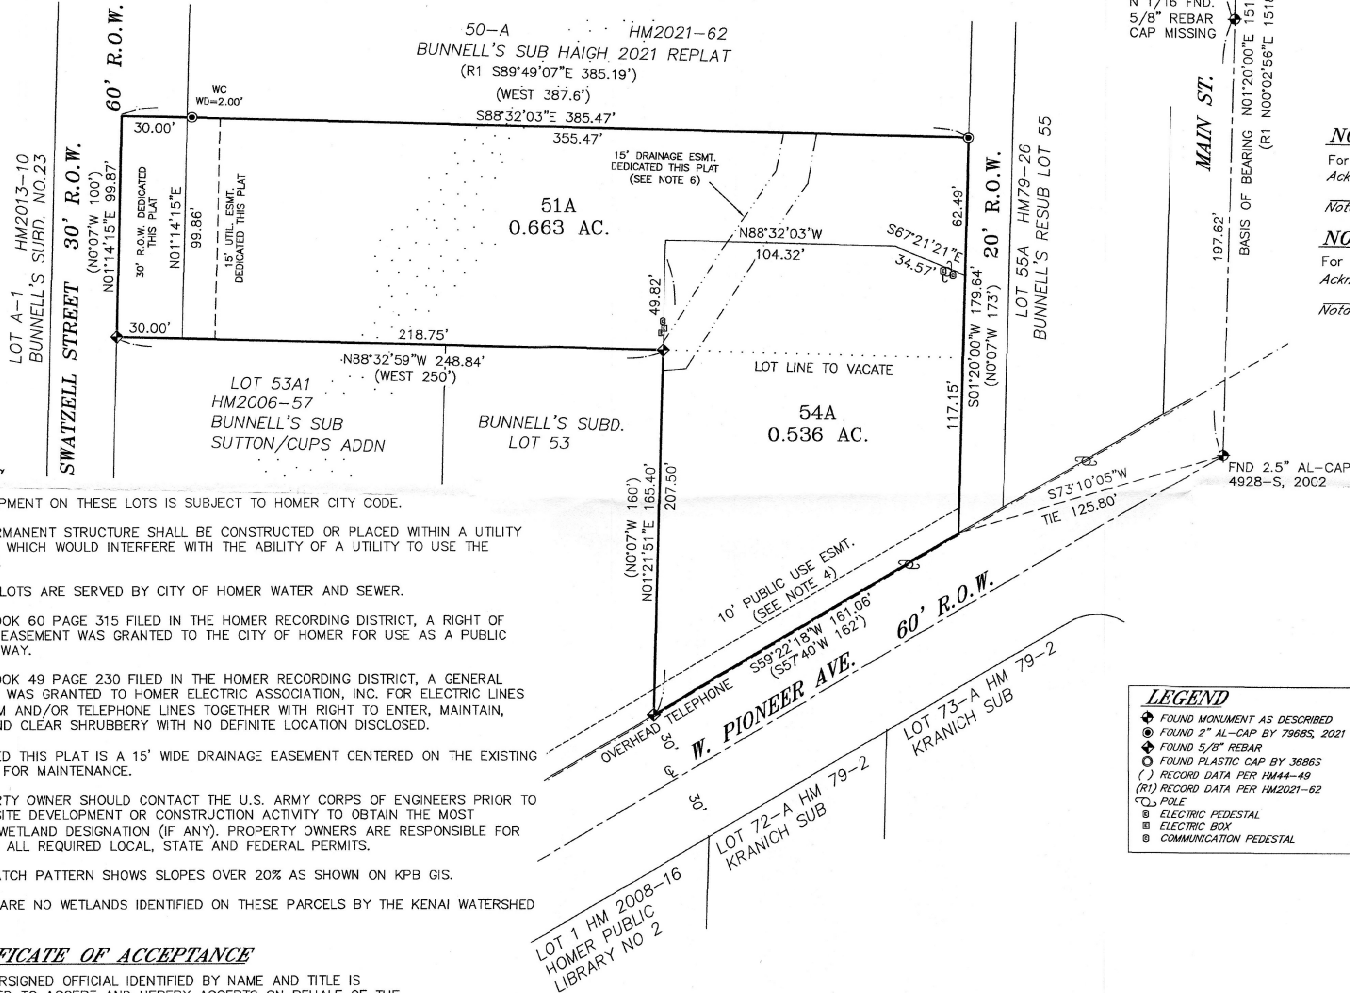 50-A HM2021-62
BUNNELL'S SUB HAIGH 2021 REPLAT
(R1 S89°49'07"E 385.19')
(WEST 387.6')
S88°32'03"E 385.47'
355.47'
60' R.O.W.
WC
WD=2.00'
30.00'
LOT A-1 HM2013-10
BUNNELL'S SUBD. NO.23
SWATZELL STREET 30' R.O.W.
(N0°07'W 100')
N01°14'15"E 99.87'
30' R.O.W. DEDICATED
THIS PLAT
N01°14'15"E
99.86'
15' UTIL. ESMT.
DEDICATED THIS PLAT
51A
0.663 AC.
15' DRAINAGE ESMT.
DEDICATED THIS PLAT
(SEE NOTE 6)
N88°32'03"W
104.32'
S67°21'21"E
34.57'
49.82'
62.49'
20' R.O.W.
S01°20'00"W 179.64'
(N0°07'W 173')
117.15'
LOT 55A HM79-26
BUNNELL'S RESUB LOT 55
N 1/16 FND.
5/8" REBAR
CAP MISSING
MAIN ST.
197.62'
BASIS OF BEARING N01°20'00"E
(R1 N00°02'56"E
For
For
30.00'
218.75'
N88°32'59"W 248.84'
(WEST 250')
LOT 53A1
HM2006-57
BUNNELL'S SUB
SUTTON/CUPS ADDN
BUNNELL'S SUBD.
LOT 53
LOT LINE TO VACATE
54A
0.536 AC.
(N0°07'W 160')
N01°21'51"E 165.40'
207.50'
10' PUBLIC USE ESMT.
(SEE NOTE 4)
S59°22'18"W 161.06'
(S57°40'W 162')
S73°10'05"W
TIE 125.80'
FND 2.5" AL-CAP
4928-S, 2002
OVERHEAD TELEPHONE
W. PIONEER AVE. 60' R.O.W.
30'
30'
LOT 73-A HM 79-2
KRANICH SUB
LOT 72-A HM 79-2
KRANICH SUB
LOT 1 HM 2008-16
HOMER PUBLIC
LIBRARY NO 2
PMENT ON THESE LOTS IS SUBJECT TO HOMER CITY CODE.
RMANENT STRUCTURE SHALL BE CONSTRUCTED OR PLACED WITHIN A UTILITY
WHICH WOULD INTERFERE WITH THE ABILITY OF A UTILITY TO USE THE
LOTS ARE SERVED BY CITY OF HOMER WATER AND SEWER.
OOK 60 PAGE 315 FILED IN THE HOMER RECORDING DISTRICT, A RIGHT OF
EASEMENT WAS GRANTED TO THE CITY OF HOMER FOR USE AS A PUBLIC
WAY.
OOK 49 PAGE 230 FILED IN THE HOMER RECORDING DISTRICT, A GENERAL
WAS GRANTED TO HOMER ELECTRIC ASSOCIATION, INC. FOR ELECTRIC LINES
M AND/OR TELEPHONE LINES TOGETHER WITH RIGHT TO ENTER, MAINTAIN,
ND CLEAR SHRUBBERY WITH NO DEFINITE LOCATION DISCLOSED.
ED THIS PLAT IS A 15' WIDE DRAINAGE EASEMENT CENTERED ON THE EXISTING
FOR MAINTENANCE.
RTY OWNER SHOULD CONTACT THE U.S. ARMY CORPS OF ENGINEERS PRIOR TO
SITE DEVELOPMENT OR CONSTRUCTION ACTIVITY TO OBTAIN THE MOST
WETLAND DESIGNATION (IF ANY). PROPERTY OWNERS ARE RESPONSIBLE FOR
ALL REQUIRED LOCAL, STATE AND FEDERAL PERMITS.
ATCH PATTERN SHOWS SLOPES OVER 20% AS SHOWN ON KPB GIS.
ARE NO WETLANDS IDENTIFIED ON THESE PARCELS BY THE KENAI WATERSHED
FICATE OF ACCEPTANCE
RSIGNED OFFICIAL IDENTIFIED BY NAME AND TITLE IS
LEGEND
FOUND MONUMENT AS DESCRIBED
FOUND 2" AL-CAP BY 7968S, 2021
FOUND 5/8" REBAR
FOUND PLASTIC CAP BY 3686S
( ) RECORD DATA PER HM44-49
(R1) RECORD DATA PER HM2021-62
POLE
ELECTRIC PEDESTAL
ELECTRIC BOX
COMMUNICATION PEDESTAL